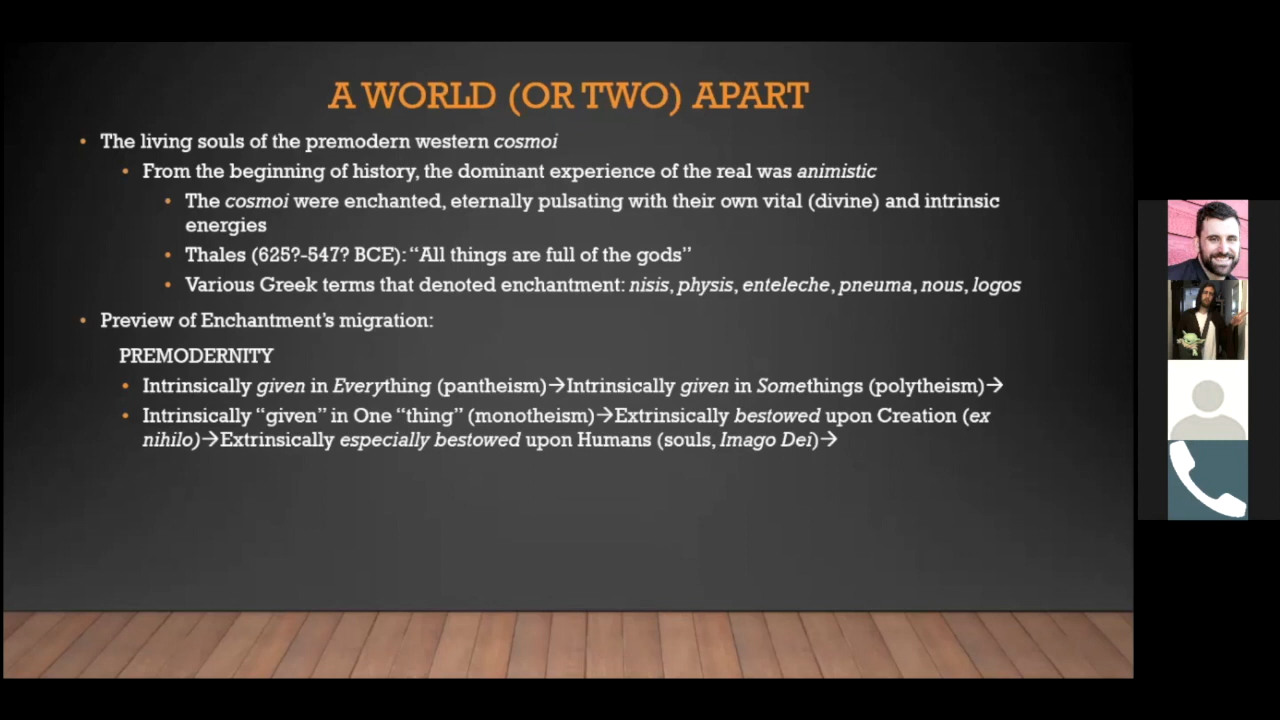 A WORLD (OR TWO) APART
• The living souls of the premodern western cosmoi
• From the beginning of history, the dominant experience of the real was animistic
• The cosmoi were enchanted, eternally pulsating with their own vital (divine) and intrinsic
energies
• Thales (625?-547? BCE): “All things are full of the gods”
• Various Greek terms that denoted enchantment: nisis, physis, enteleche, pneuma, nous, logos
• Preview of Enchantment’s migration:
PREMODERNITY
• Intrinsically given in Everything (pantheism)→Intrinsically given in Somethings (polytheism)→
• Intrinsically “given” in One “thing” (monotheism)→Extrinsically bestowed upon Creation (ex
nihilo)→Extrinsically especially bestowed upon Humans (souls, Imago Dei)→